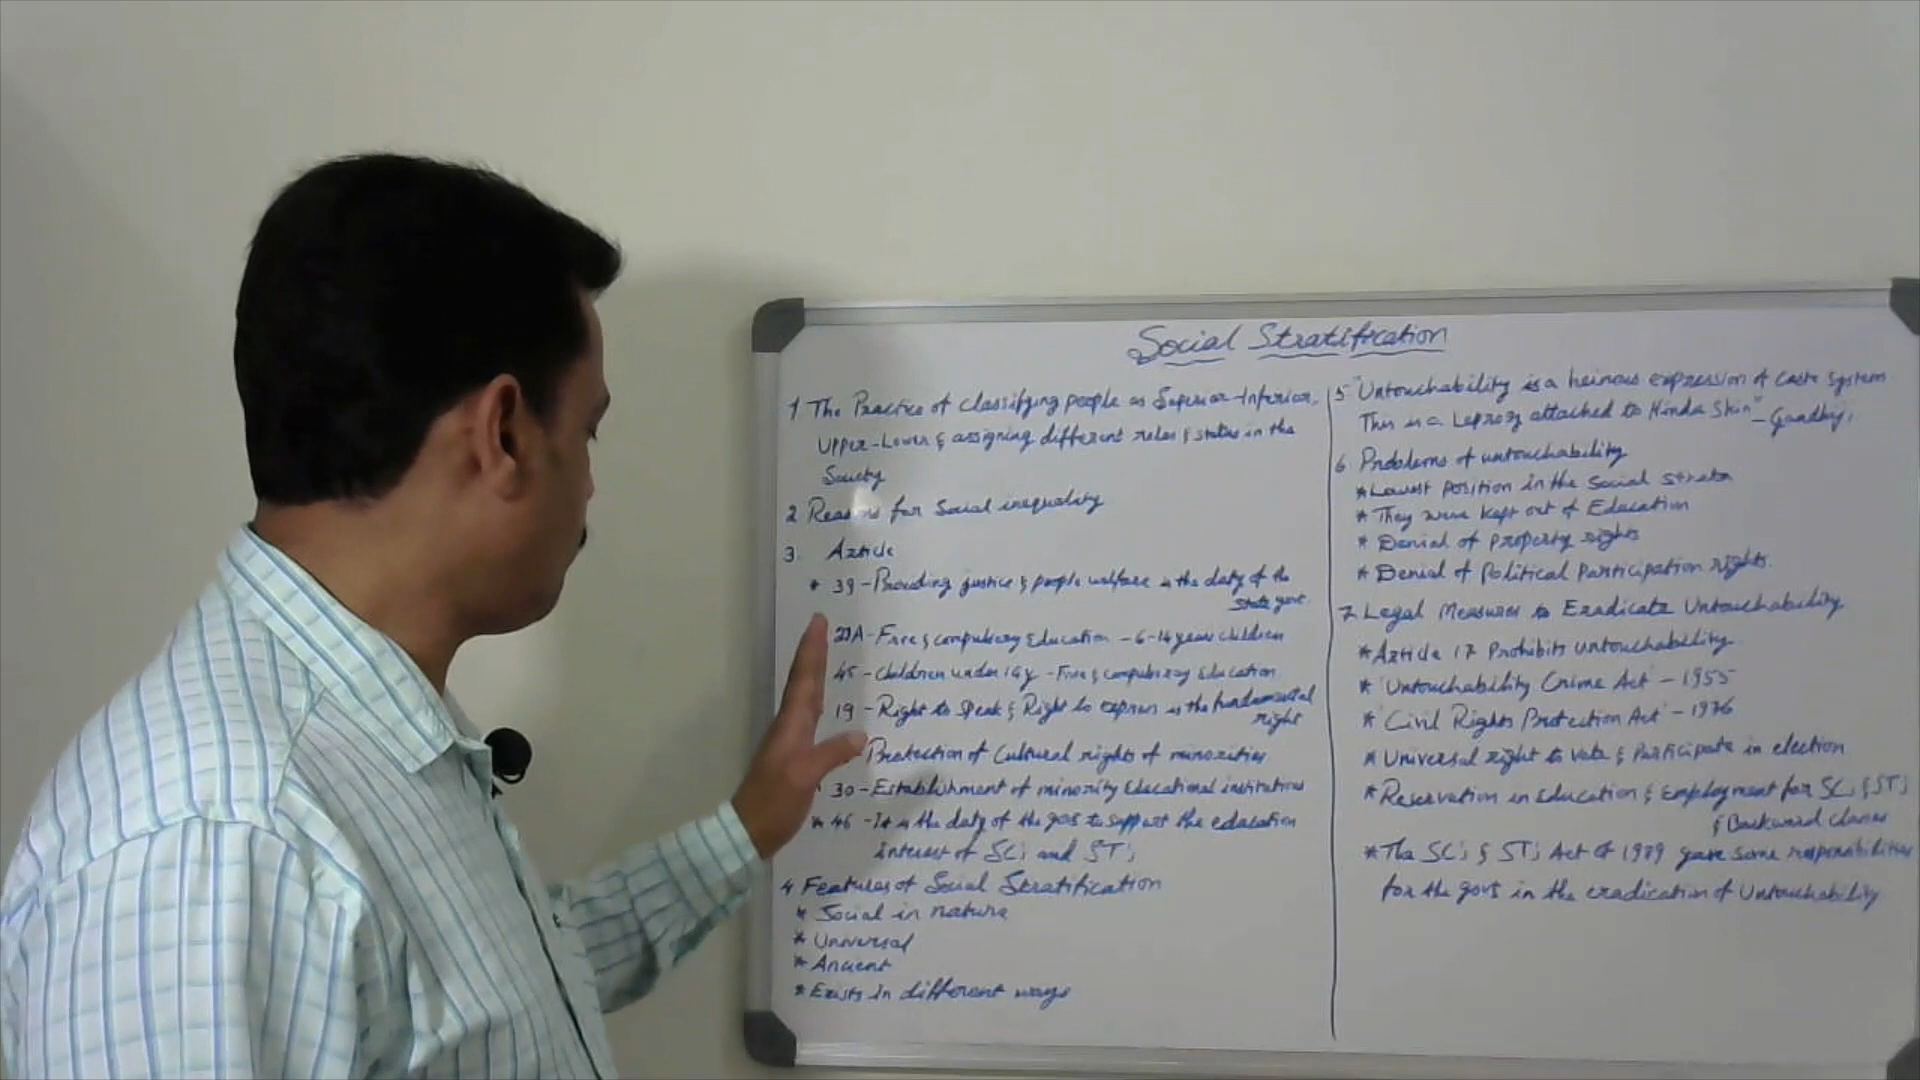 Social Stratification
1 The Practice of classifying people as Superior-Inferior,
Upper-Lower & assigning different roles & status in the
Society
2 Reasons for Social inequality
3. Article
* 39 - Providing justice & people welfare is the duty of the
State govt.
21A - Free & compulsory Education - 6-14 years children
45 - Children under 14y - Free & compulsory Education
19 - Right to Speak & Right to express is the fundamental
right
Protection of Cultural rights of minorities
30 - Establishment of minority Educational institutions
* 46 - It is the duty of the govt to support the education
interest of SC's and ST's
4 Features of Social Stratification
* Social in nature
* Universal
* Ancient
* Exists in different ways
5 "Untouchability is a heinous expression of Caste System
This is a Leprosy attached to Hindu Skin" - Gandhiji
6 Problems of untouchability
* Lowest position in the social strata
* They were kept out of Education
* Denial of property rights
* Denial of Political Participation rights.
7 Legal Measures to Eradicate Untouchability
* Article 17 Prohibits untouchability
* 'Untouchability Crime Act' - 1955
* 'Civil Rights Protection Act' - 1976
* Universal right to vote & Participate in election
* Reservation in Education & Employment for SC's & ST's
& Backward classes
* The SC's & ST's Act of 1989 gave some responsibilities
for the govts in the eradication of Untouchability